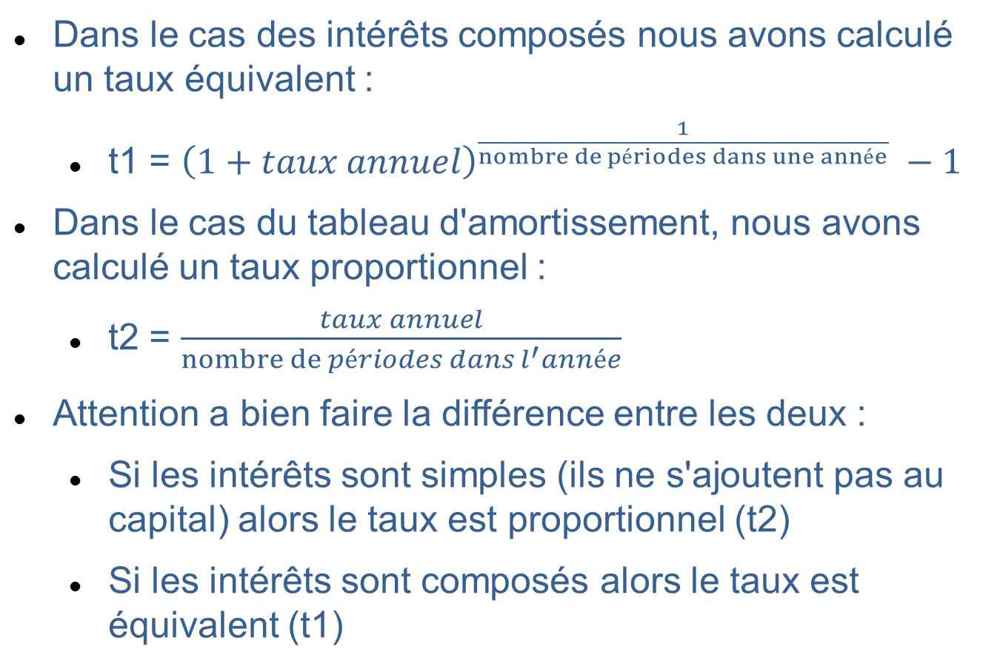 Dans le cas des intérêts composés nous avons calculé
un taux équivalent :
t1 = (1 + taux annuel)^(1/nombre de périodes dans une année) − 1
Dans le cas du tableau d'amortissement, nous avons
calculé un taux proportionnel :
t2 = taux annuel/nombre de périodes dans l′année
Attention a bien faire la différence entre les deux :
Si les intérêts sont simples (ils ne s'ajoutent pas au
capital) alors le taux est proportionnel (t2)
Si les intérêts sont composés alors le taux est
équivalent (t1)